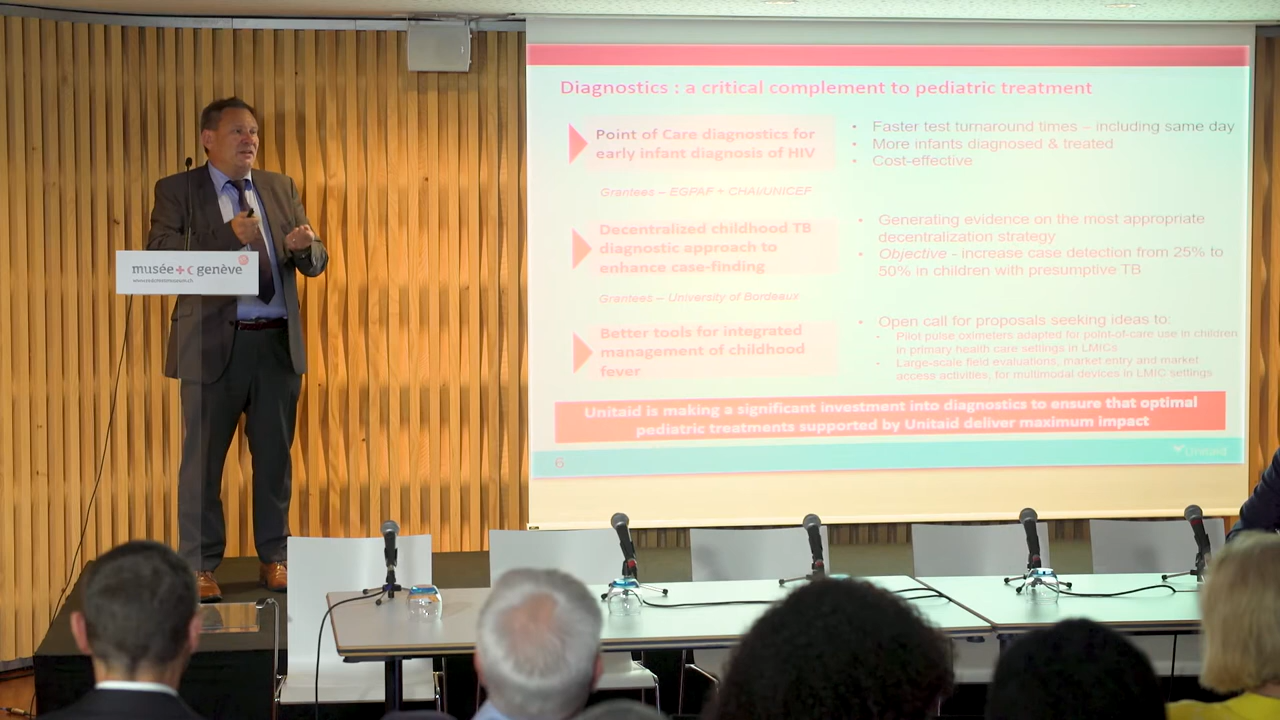 musée genève
Diagnostics : a critical complement to pediatric treatment
Point of Care diagnostics for
early infant diagnosis of HIV
• Faster test turnaround times – including same day
• More infants diagnosed & treated
• Cost-effective
Grantees – EGPAF + CHAI/UNICEF
Decentralized childhood TB
diagnostic approach to
enhance case-finding
• Generating evidence on the most appropriate
decentralization strategy
• Objective - increase case detection from 25% to
50% in children with presumptive TB
Grantees – University of Bordeaux
Better tools for integrated
management of childhood
fever
• Open call for proposals seeking ideas to:
• Pilot pulse oximeters adapted for point-of-care use in children
in primary health care settings in LMICs
• Large-scale field evaluations, market entry and market
access activities, for multimodal devices in LMIC settings
Unitaid is making a significant investment into diagnostics to ensure that optimal
pediatric treatments supported by Unitaid deliver maximum impact
6
Unitaid